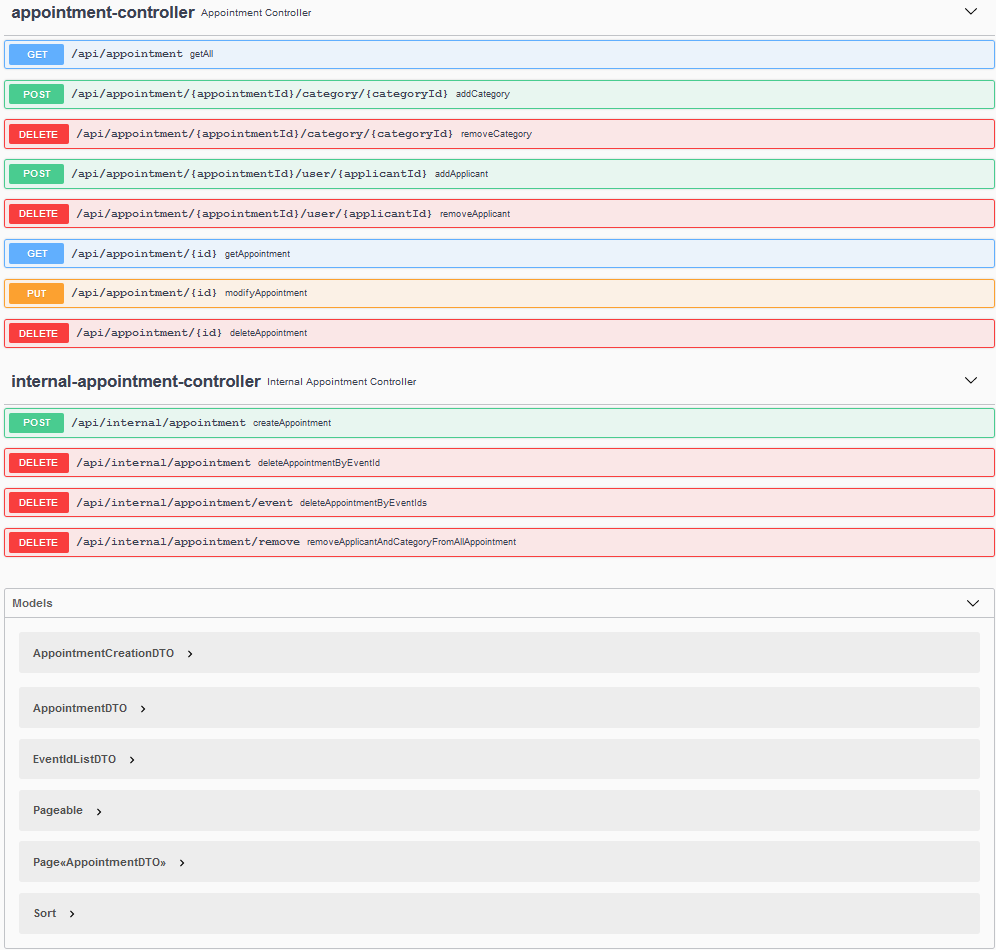 appointment-controller Appointment Controller
GET /api/appointment getAll
POST /api/appointment/{appointmentId}/category/{categoryId} addCategory
DELETE /api/appointment/{appointmentId}/category/{categoryId} removeCategory
POST /api/appointment/{appointmentId}/user/{applicantId} addApplicant
DELETE /api/appointment/{appointmentId}/user/{applicantId} removeApplicant
GET /api/appointment/{id} getAppointment
PUT /api/appointment/{id} modifyAppointment
DELETE /api/appointment/{id} deleteAppointment
internal-appointment-controller Internal Appointment Controller
POST /api/internal/appointment createAppointment
DELETE /api/internal/appointment deleteAppointmentByEventId
DELETE /api/internal/appointment/event deleteAppointmentByEventIds
DELETE /api/internal/appointment/remove removeApplicantAndCategoryFromAllAppointment
Models
AppointmentCreationDTO
AppointmentDTO
EventIdListDTO
Pageable
Page«AppointmentDTO»
Sort